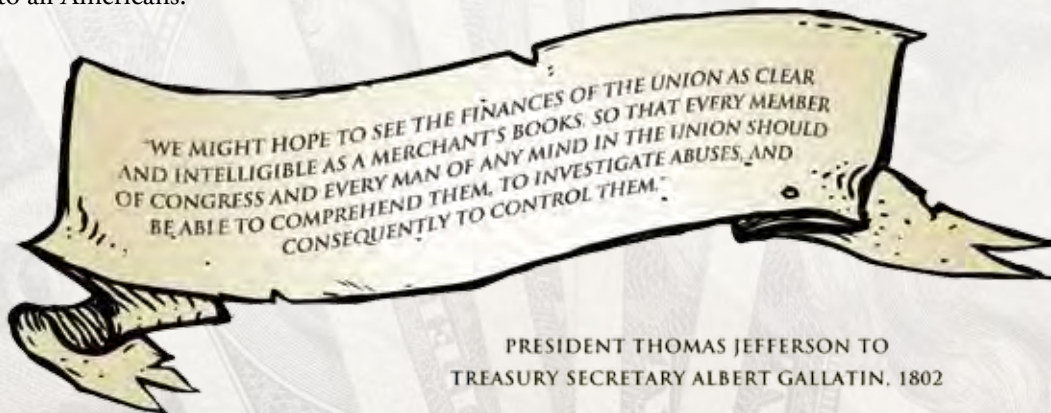 to all Americans.
"WE MIGHT HOPE TO SEE THE FINANCES OF THE UNION AS CLEAR
AND INTELLIGIBLE AS A MERCHANT'S BOOKS, SO THAT EVERY MEMBER
OF CONGRESS AND EVERY MAN OF ANY MIND IN THE UNION SHOULD
BE ABLE TO COMPREHEND THEM, TO INVESTIGATE ABUSES, AND
CONSEQUENTLY TO CONTROL THEM."
PRESIDENT THOMAS JEFFERSON TO
TREASURY SECRETARY ALBERT GALLATIN, 1802